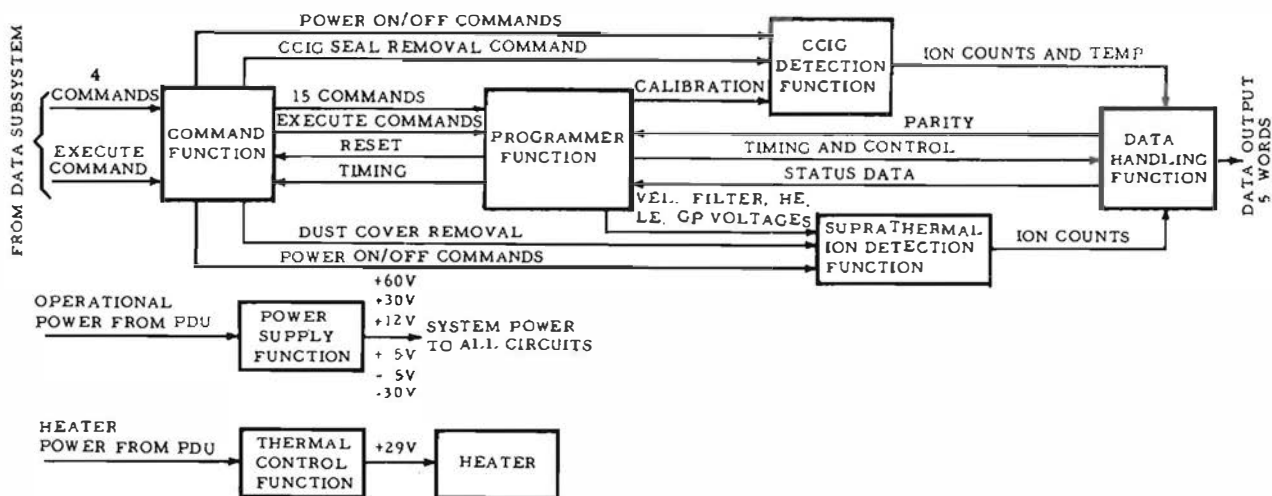 FROM DATA SUBSYSTEM
4
COMMANDS
EXECUTE
COMMAND
COMMAND
FUNCTION
POWER ON/OFF COMMANDS
CCIG SEAL REMOVAL COMMAND
15 COMMANDS
EXECUTE COMMANDS
RESET
TIMING
DUST COVER REMOVAL
POWER ON/OFF COMMANDS
PROGRAMMER
FUNCTION
CALIBRATION
CCIG
DETECTION
FUNCTION
ION COUNTS AND TEMP
PARITY
TIMING AND CONTROL
STATUS DATA
VEL. FILTER, HE,
LE, GP VOLTAGES
SUPRATHERMAL
ION DETECTION
FUNCTION
ION COUNTS
DATA
HANDLING
FUNCTION
DATA OUTPUT
5 WORDS
OPERATIONAL
POWER FROM PDU
POWER
SUPPLY
FUNCTION
+60V
+30V
+12V
+ 5V
- 5V
-30V
SYSTEM POWER
TO ALL CIRCUITS
HEATER
POWER FROM PDU
THERMAL
CONTROL
FUNCTION
+29V
HEATER